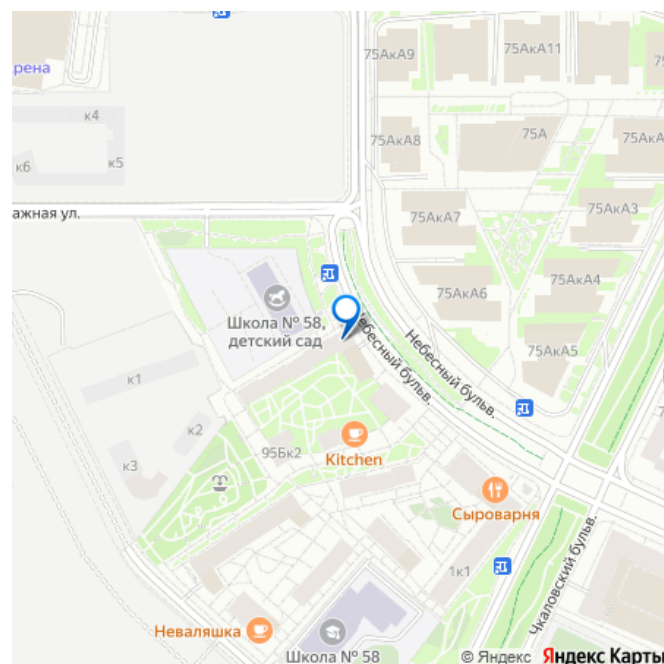 75АкА9
75АкА11
рена
к4
75АкА8
75А
75АкА
к5
к6
ажная ул.
75АкА7
75АкА3
75АкА6
75АкА4
Школа № 58,
детский сад
Небесный бульв.
Небесный бульв.
75АкА5
к1
к2
95Бк2
к3
Kitchen
Сыроварня
1к1
Чкаловский бульв.
Неваляшка
Школа № 58
© Яндекс Яндекс Карты